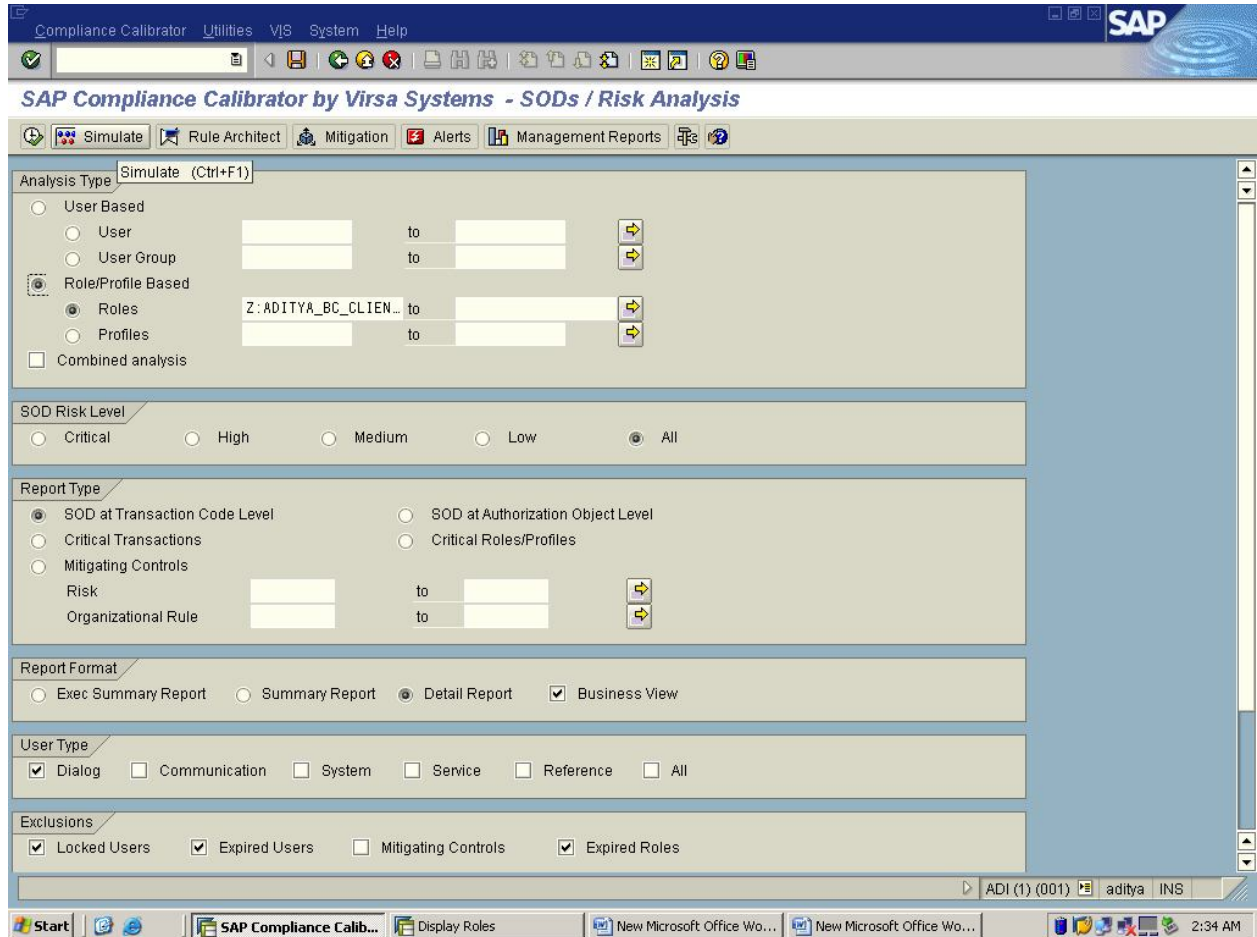 Compliance Calibrator Utilities VIS System Help
SAP
SAP Compliance Calibrator by Virsa Systems - SODs / Risk Analysis
Simulate Rule Architect Mitigation Alerts Management Reports
Simulate (Ctrl+F1)
Analysis Type
User Based
User to
User Group to
Role/Profile Based
Roles Z:ADITYA_BC_CLIEN… to
Profiles to
Combined analysis
SOD Risk Level
Critical High Medium Low All
Report Type
SOD at Transaction Code Level SOD at Authorization Object Level
Critical Transactions Critical Roles/Profiles
Mitigating Controls
Risk to
Organizational Rule to
Report Format
Exec Summary Report Summary Report Detail Report Business View
User Type
Dialog Communication System Service Reference All
Exclusions
Locked Users Expired Users Mitigating Controls Expired Roles
ADI (1) (001) aditya INS
Start SAP Compliance Calib... Display Roles New Microsoft Office Wo... New Microsoft Office Wo... 2:34 AM